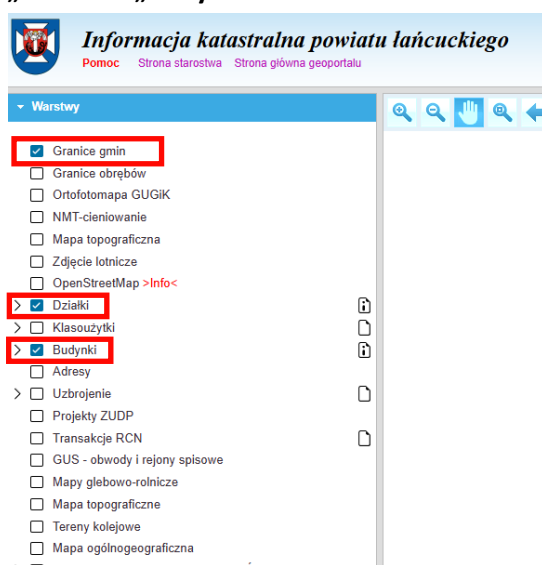 Informacja katastralna powiatu łańcuckiego
Pomoc Strona starostwa Strona główna geoportalu
Warstwy
Granice gmin
Granice obrębów
Ortofotomapa GUGiK
NMT-cieniowanie
Mapa topograficzna
Zdjęcie lotnicze
OpenStreetMap >Info<
Działki
Klasoużytki
Budynki
Adresy
Uzbrojenie
Projekty ZUDP
Transakcje RCN
GUS - obwody i rejony spisowe
Mapy glebowo-rolnicze
Mapa topograficzne
Tereny kolejowe
Mapa ogólnogeograficzna